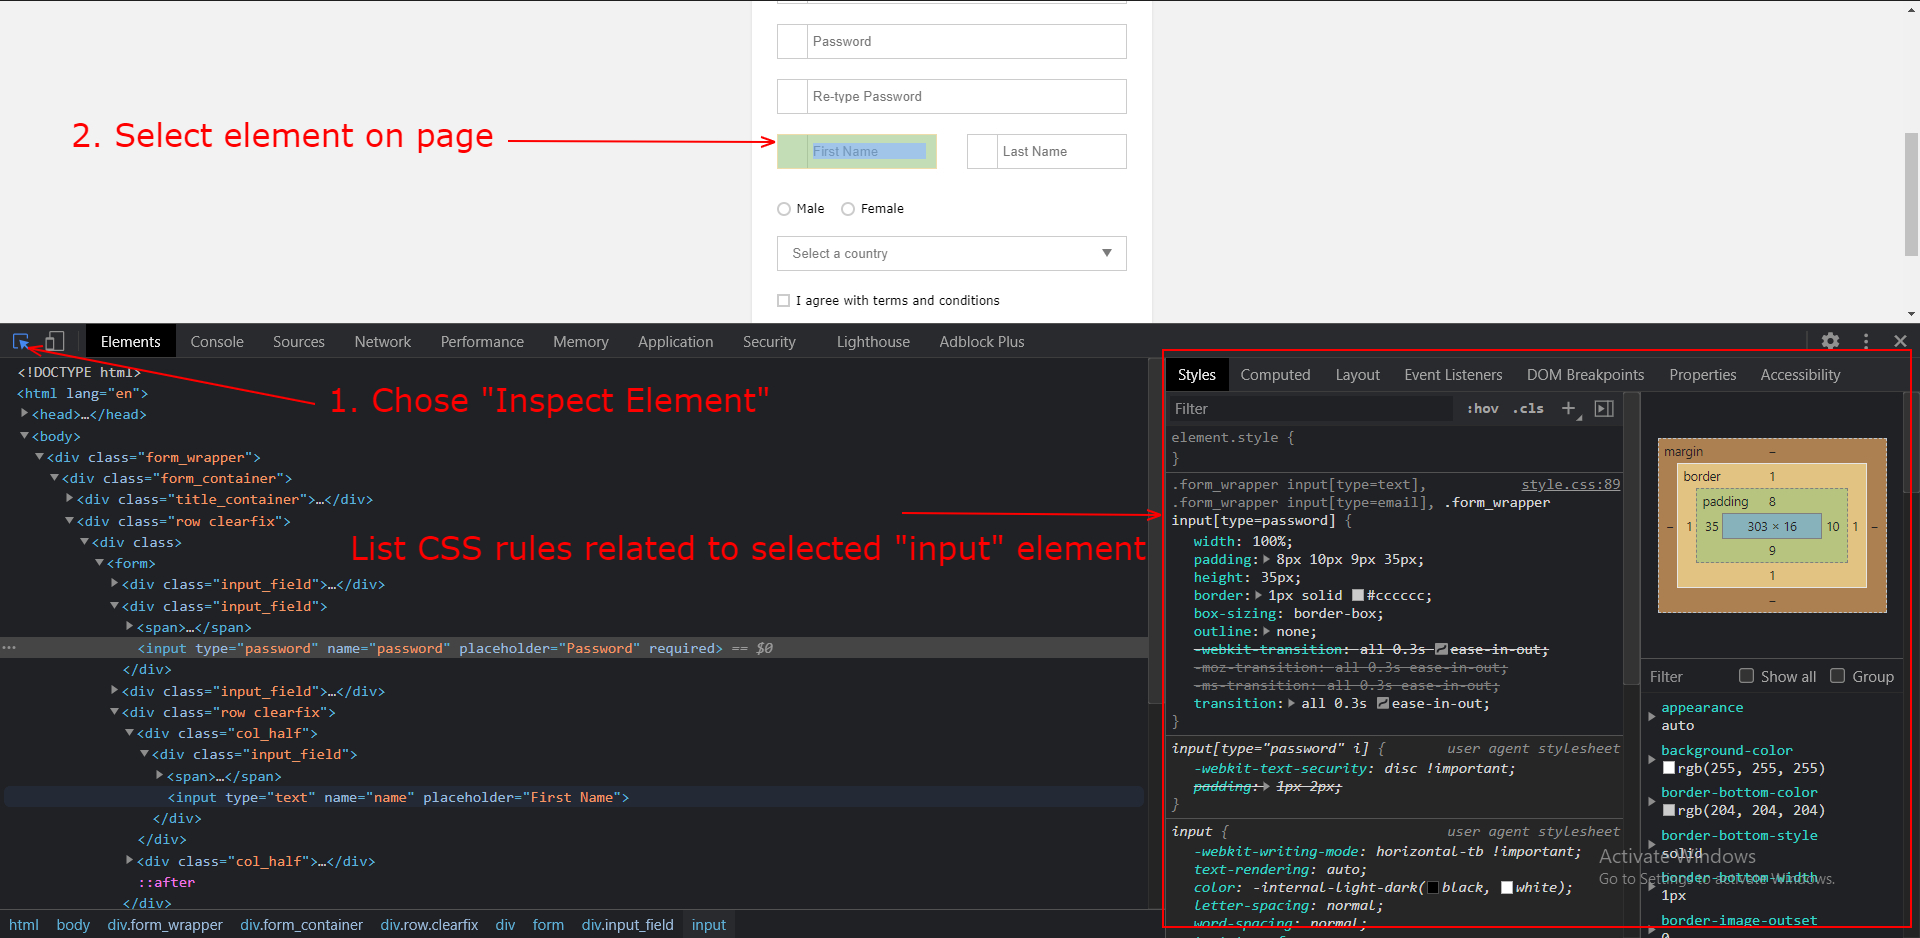 Password
Re-type Password
2. Select element on page
First Name
Last Name
Male
Female
Select a country
I agree with terms and conditions
Elements Console Sources Network Performance Memory Application Security Lighthouse Adblock Plus
1. Chose "Inspect Element"
List CSS rules related to selected "input" element
<!DOCTYPE html>
<html lang="en">
<head>…</head>
<body>
<div class="form_wrapper">
<div class="form_container">
<div class="title_container">…</div>
<div class="row clearfix">
<div class>
<form>
<div class="input_field">…</div>
<div class="input_field">
<span>…</span>
<input type="password" name="password" placeholder="Password" required> == $0
</div>
<div class="input_field">…</div>
<div class="row clearfix">
<div class="col_half">
<div class="input_field">
<span>…</span>
<input type="text" name="name" placeholder="First Name">
</div>
</div>
<div class="col_half">…</div>
::after
</div>
html body div.form_wrapper div.form_container div.row.clearfix div form div.input_field input
Styles Computed Layout Event Listeners DOM Breakpoints Properties Accessibility
Filter :hov .cls
element.style {
}
.form_wrapper input[type=text], style.css:89
.form_wrapper input[type=email], .form_wrapper
input[type=password] {
width: 100%;
padding: 8px 10px 9px 35px;
height: 35px;
border: 1px solid #cccccc;
box-sizing: border-box;
outline: none;
-webkit-transition: all 0.3s ease-in-out;
-moz-transition: all 0.3s ease-in-out;
-ms-transition: all 0.3s ease-in-out;
transition: all 0.3s ease-in-out;
}
input[type="password" i] { user agent stylesheet
-webkit-text-security: disc !important;
padding: 1px 2px;
}
input { user agent stylesheet
-webkit-writing-mode: horizontal-tb !important;
text-rendering: auto;
color: -internal-light-dark( black, white);
letter-spacing: normal;
word-spacing: normal;
margin –
border 1
padding 8
– 1 35 303 × 16 10 1 –
9
1
–
Filter Show all Group
appearance
auto
background-color
rgb(255, 255, 255)
border-bottom-color
rgb(204, 204, 204)
border-bottom-style
solid
border-bottom-width
1px
border-image-outset
Activate Windows
Go to Settings to activate Windows.